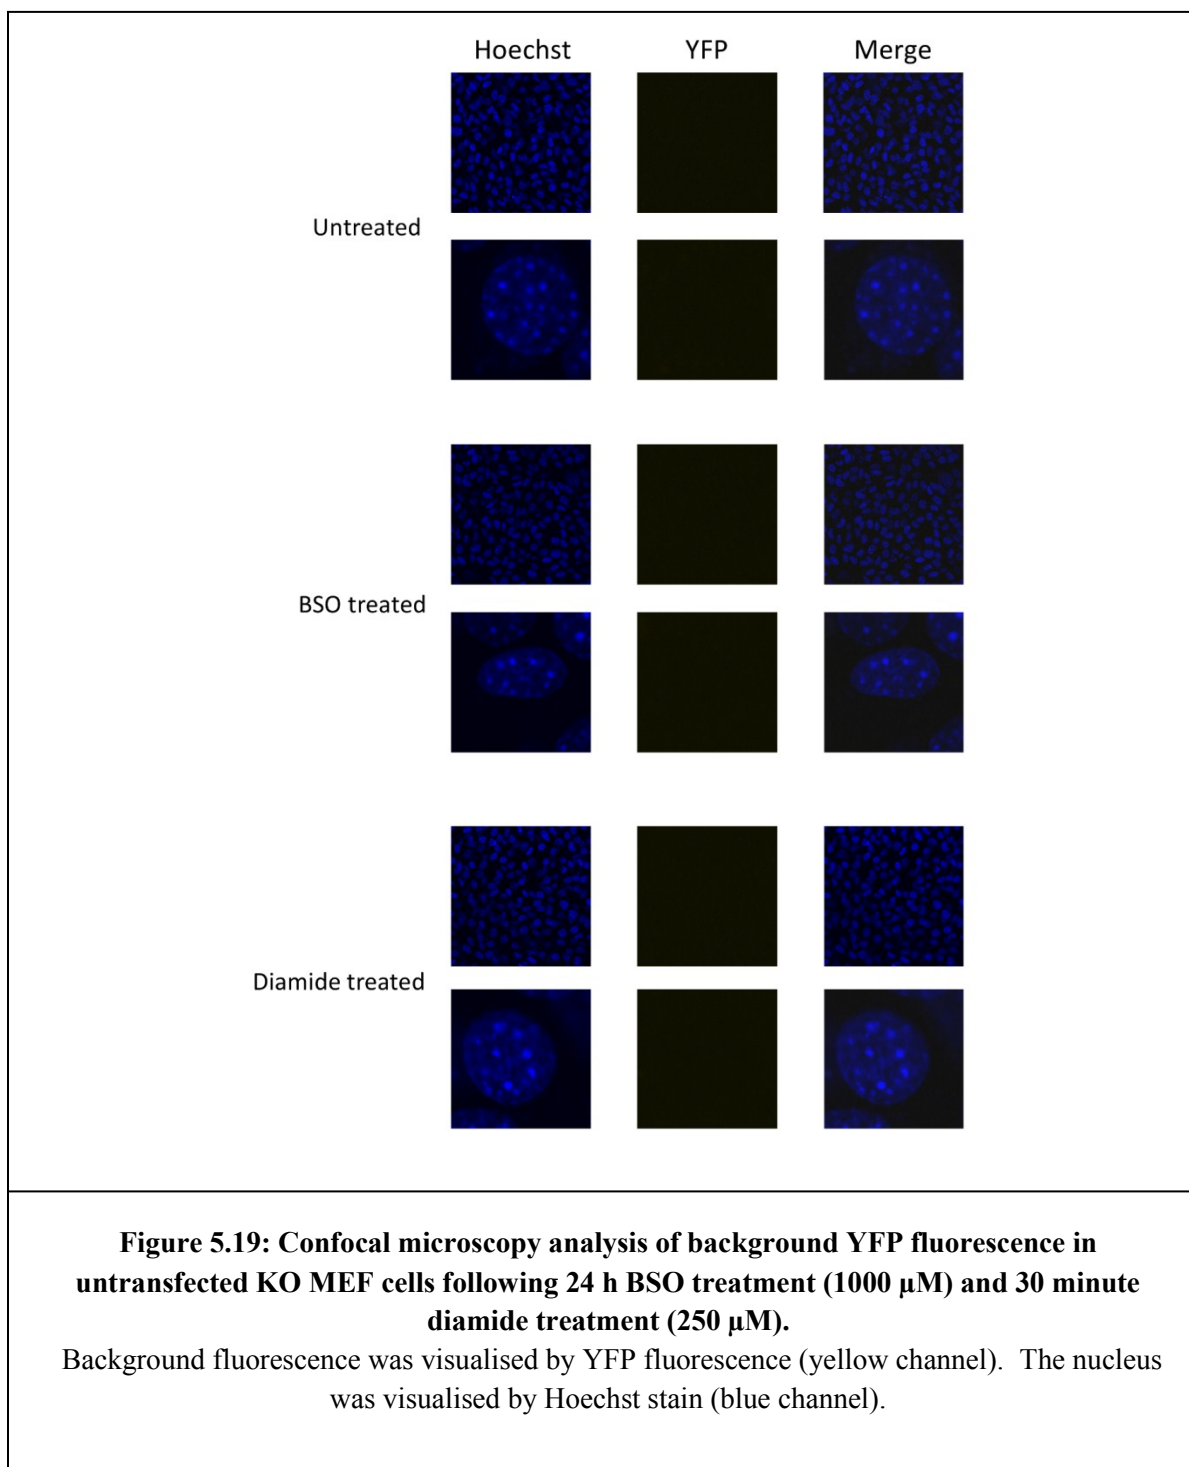 Hoechst YFP Merge
Untreated
BSO treated
Diamide treated
Figure 5.19: Confocal microscopy analysis of background YFP fluorescence in
untransfected KO MEF cells following 24 h BSO treatment (1000 µM) and 30 minute
diamide treatment (250 µM).
Background fluorescence was visualised by YFP fluorescence (yellow channel).  The nucleus
was visualised by Hoechst stain (blue channel).